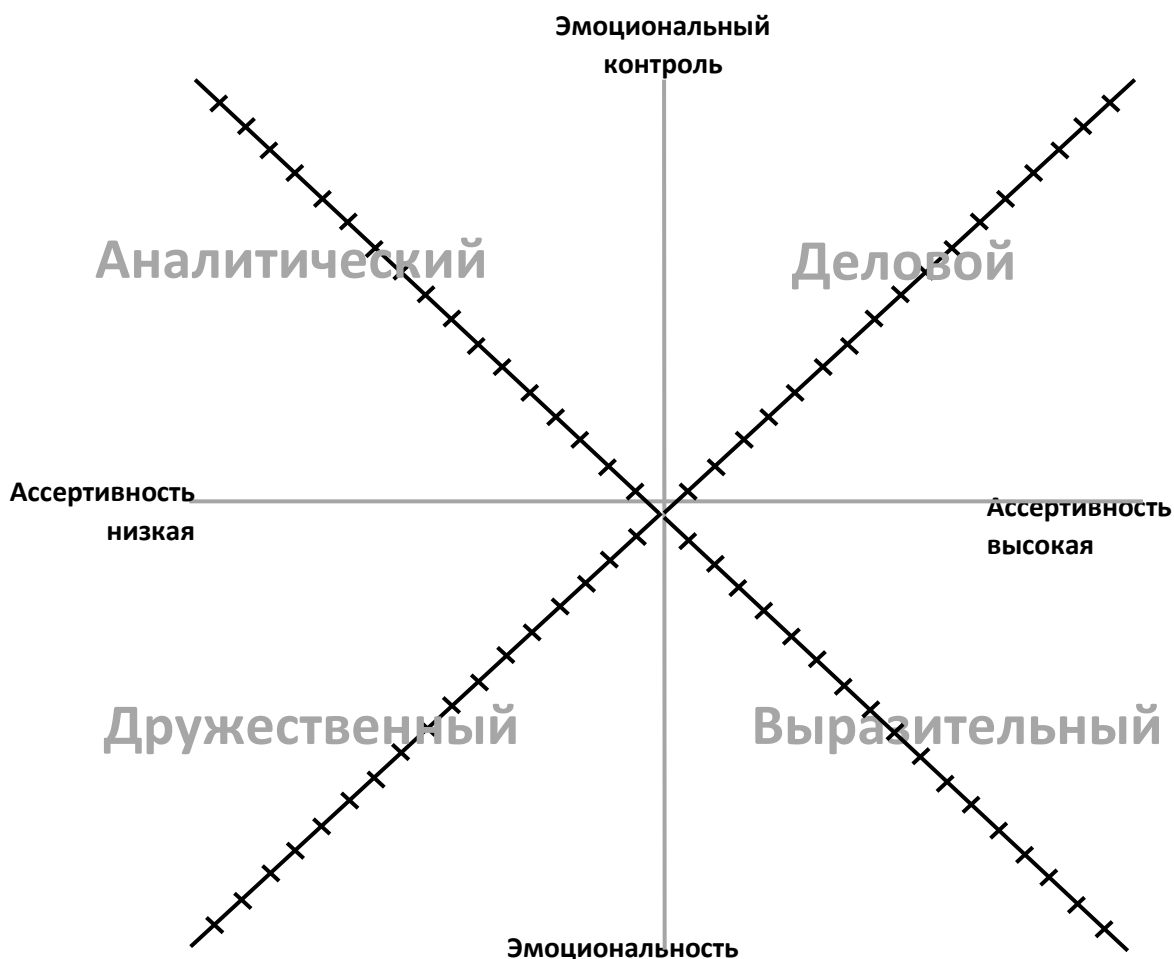 Эмоциональный
контроль
Аналитический
Деловой
Ассертивность
низкая
Ассертивность
высокая
Дружественный
Выразительный
Эмоциональность